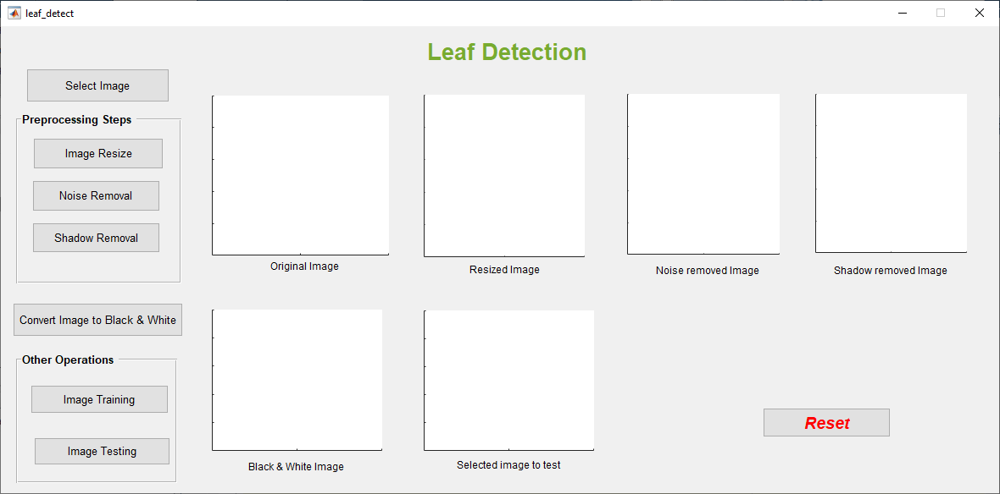 leaf_detect
Leaf Detection
Select Image
Preprocessing Steps
Image Resize
Noise Removal
Shadow Removal
Original Image
Resized Image
Noise removed Image
Shadow removed Image
Convert Image to Black & White
Other Operations
Image Training
Image Testing
Black & White Image
Selected image to test
Reset